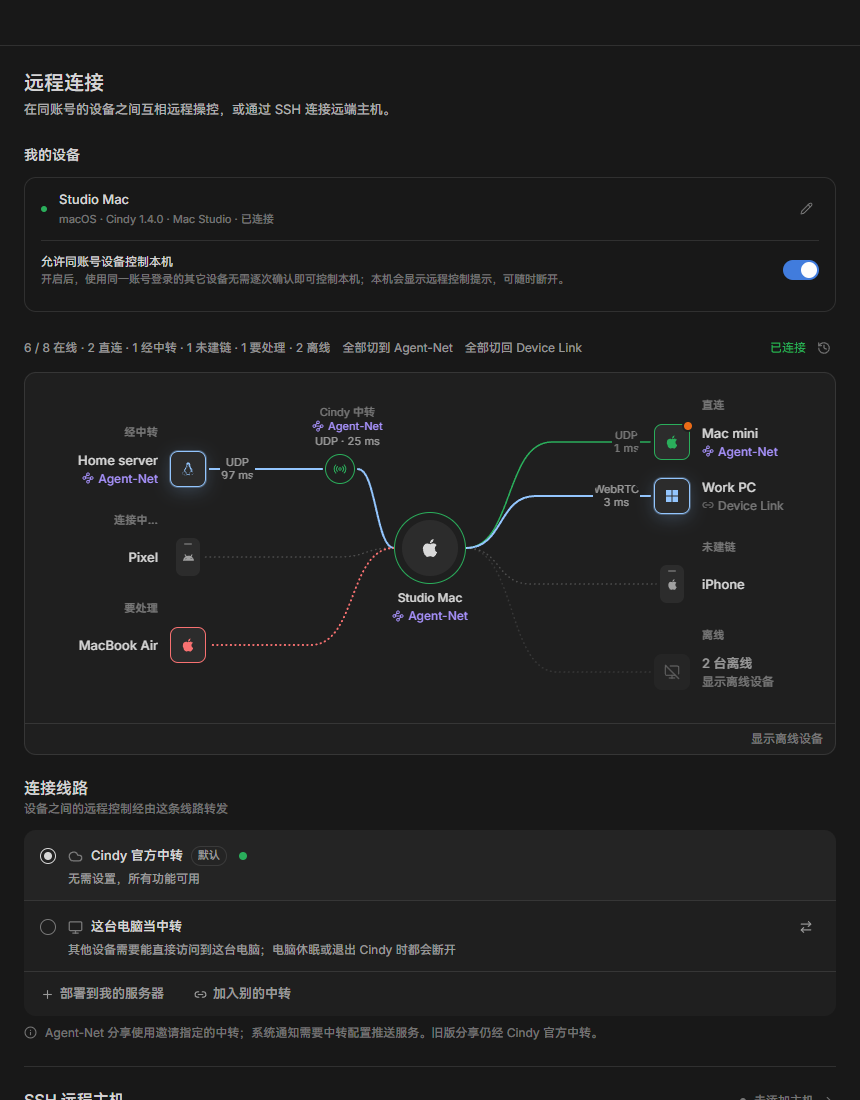 远程连接
在同账号的设备之间互相远程操控，或通过 SSH 连接远端主机。
我的设备
Studio Mac
macOS · Cindy 1.4.0 · Mac Studio · 已连接
允许同账号设备控制本机
开启后，使用同一账号登录的其它设备无需逐次确认即可控制本机；本机会显示远程控制提示，可随时断开。
6 / 8 在线 · 2 直连 · 1 经中转 · 1 未建链 · 1 要处理 · 2 离线 全部切到 Agent-Net 全部切回 Device Link 已连接
经中转
Home server
Agent-Net
UDP
97 ms
Cindy 中转
Agent-Net
UDP · 25 ms
连接中...
Pixel
要处理
MacBook Air
Studio Mac
Agent-Net
直连
UDP
1 ms
Mac mini
Agent-Net
WebRTC
3 ms
Work PC
Device Link
未建链
iPhone
离线
2 台离线
显示离线设备
显示离线设备
连接线路
设备之间的远程控制经由这条线路转发
Cindy 官方中转 默认
无需设置，所有功能可用
这台电脑当中转
其他设备需要能直接访问到这台电脑；电脑休眠或退出 Cindy 时都会断开
部署到我的服务器 加入别的中转
Agent-Net 分享使用邀请指定的中转；系统通知需要中转配置推送服务。旧版分享仍经 Cindy 官方中转。
SSH 远程主机 未添加主机